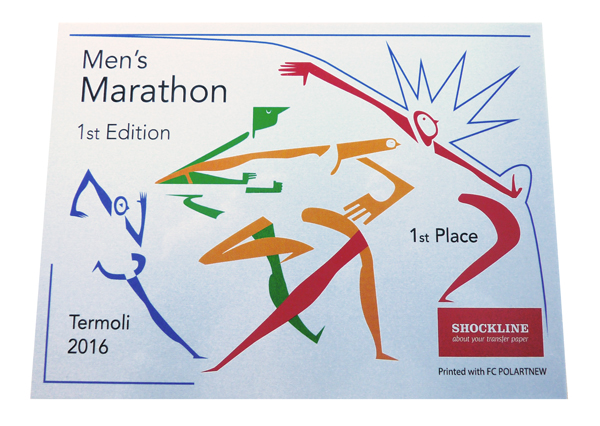 Men's
Marathon
1st Edition
1st Place
Termoli
2016
SHOCKLINE
about your transfer paper
Printed with FC POLARTNEW